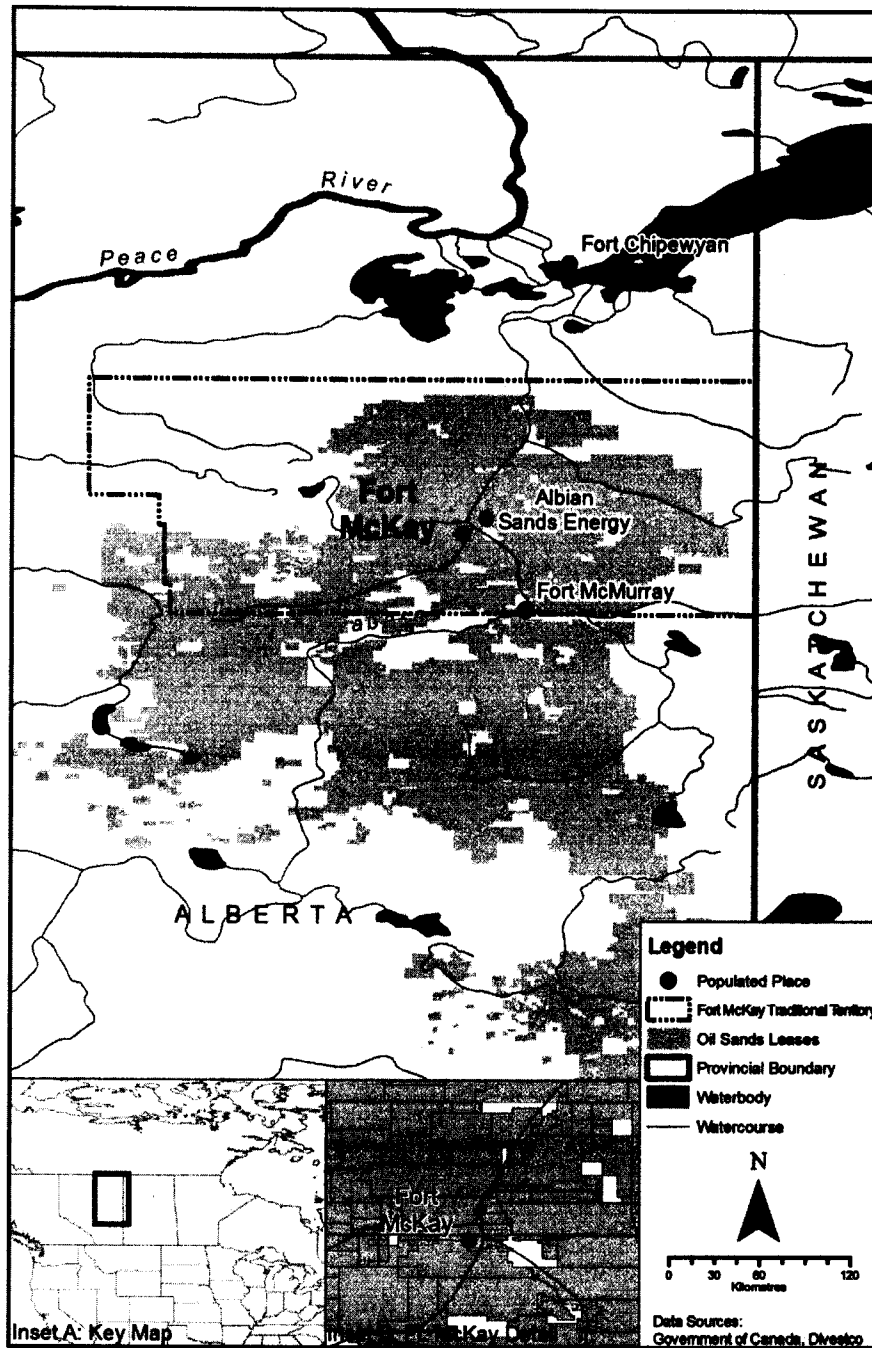 River
Peace
Fort Chipewyan
Fort
McKay
Albian
Sands Energy
Fort McMurray
SASKATCHEWAN
ALBERTA
Legend
Populated Place
Fort McKay Traditional Territory
Oil Sands Leases
Provincial Boundary
Waterbody
Watercourse
N
0 30 60 120
Kilometres
Data Sources:
Government of Canada, Divestco
Inset A: Key Map
Fort
McKay
McKay Detail